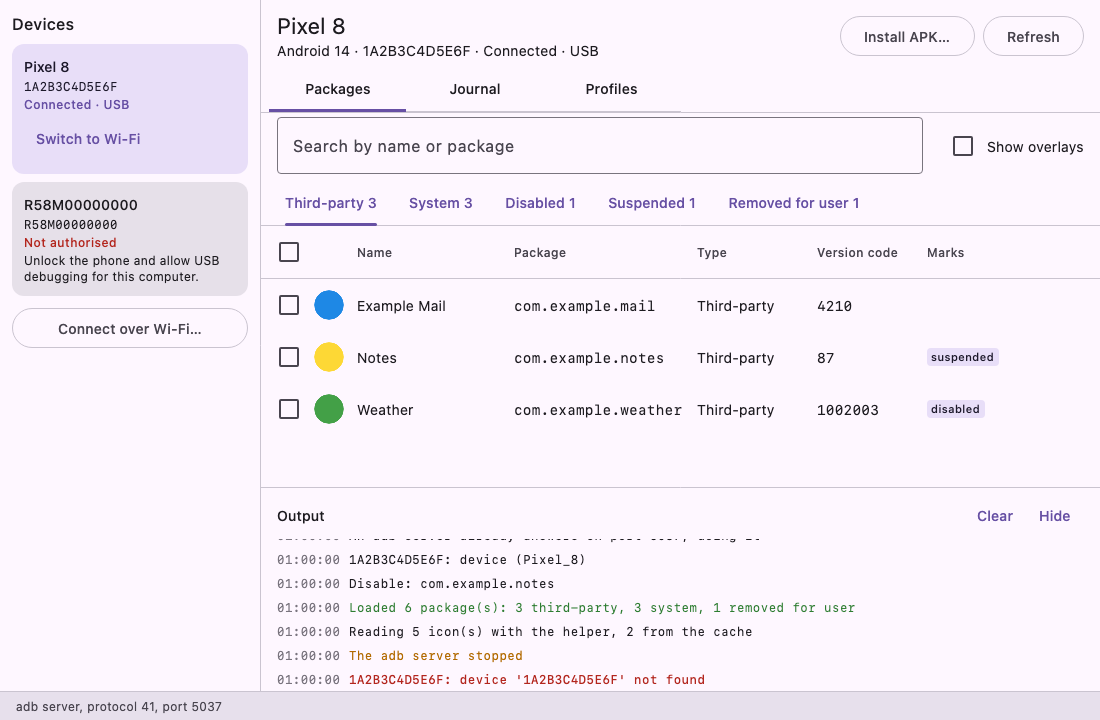 Devices
Pixel 8
1A2B3C4D5E6F
Connected · USB
Switch to Wi-Fi
R58M00000000
R58M00000000
Not authorised
Unlock the phone and allow USB
debugging for this computer.
Connect over Wi-Fi...
Pixel 8
Android 14 · 1A2B3C4D5E6F · Connected · USB
Install APK...
Refresh
Packages Journal Profiles
Search by name or package
Show overlays
Third-party 3 System 3 Disabled 1 Suspended 1 Removed for user 1
Name Package Type Version code Marks
Example Mail com.example.mail Third-party 4210
Notes com.example.notes Third-party 87 suspended
Weather com.example.weather Third-party 1002003 disabled
Output Clear Hide
01:00:00 1A2B3C4D5E6F: device (Pixel_8)
01:00:00 Disable: com.example.notes
01:00:00 Loaded 6 package(s): 3 third-party, 3 system, 1 removed for user
01:00:00 Reading 5 icon(s) with the helper, 2 from the cache
01:00:00 The adb server stopped
01:00:00 1A2B3C4D5E6F: device '1A2B3C4D5E6F' not found
adb server, protocol 41, port 5037